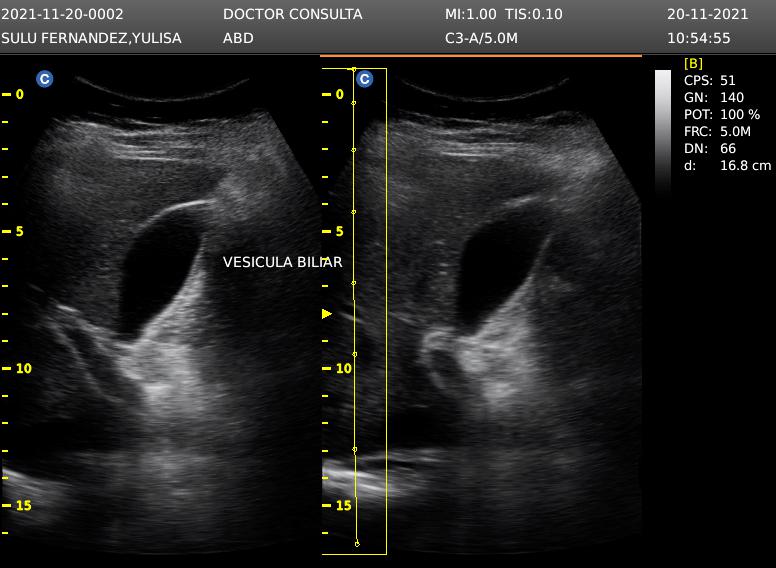 2021-11-20-0002 DOCTOR CONSULTA MI:1.00 TIS:0.10 20-11-2021
SULU FERNANDEZ,YULISA ABD C3-A/5.0M 10:54:55
[B]
CPS: 51
GN: 140
POT: 100 %
FRC: 5.0M
DN: 66
d: 16.8 cm
C C
0 0
5 5
VESICULA BILIAR
10 10
15 15